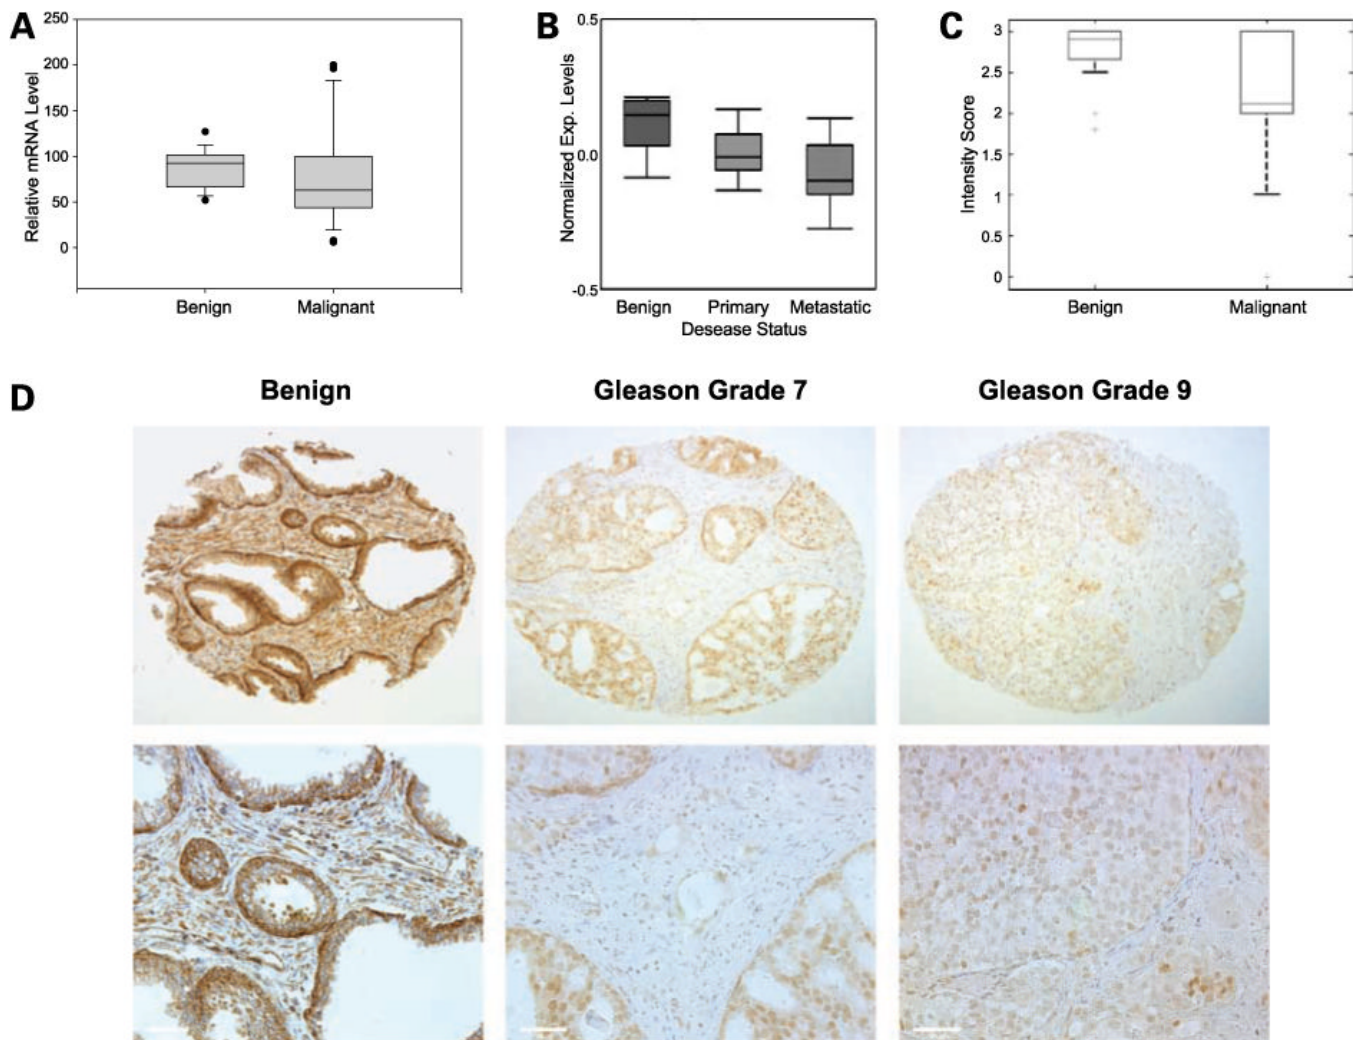 A
250
200
150
100
50
0
Relative mRNA Level
Benign
Malignant
B
0.5
0.0
-0.5
Normalized Exp. Levels
Benign
Primary
Metastatic
Desease Status
C
3
2.5
2
1.5
1
0.5
0
Intensity Score
Benign
Malignant
D
Benign
Gleason Grade 7
Gleason Grade 9